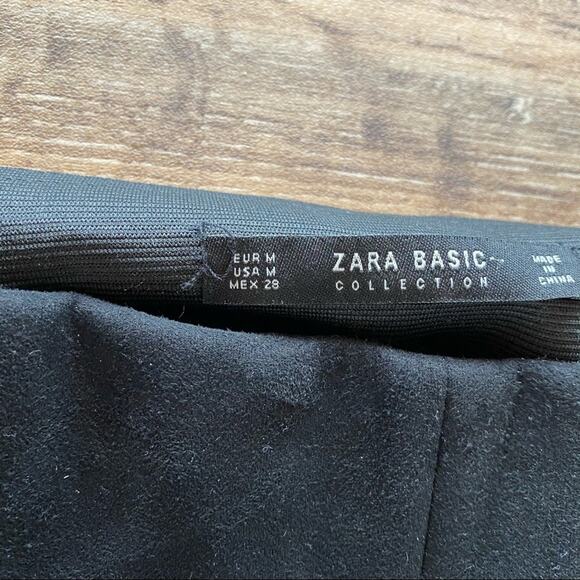 EUR M
USA M
MEX 28
ZARA BASIC
COLLECTION
MADE
IN
CHINA